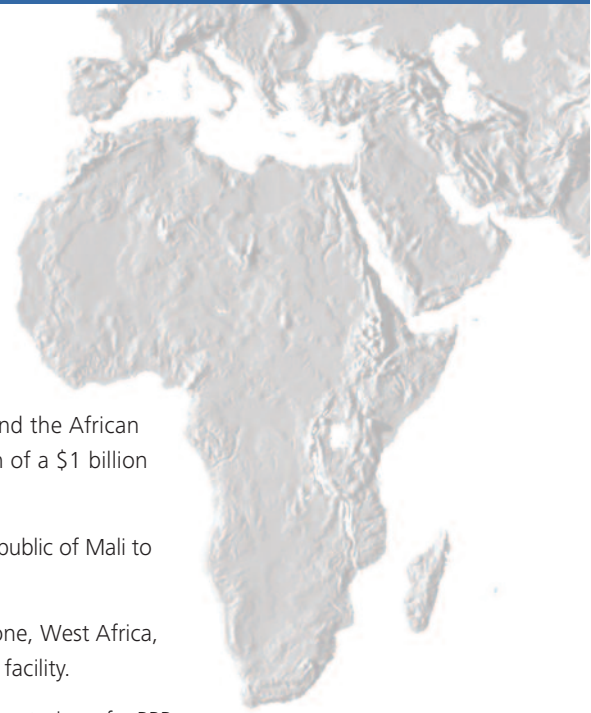 nd the African
of a $1 billion
public of Mali to
one, West Africa,
facility.